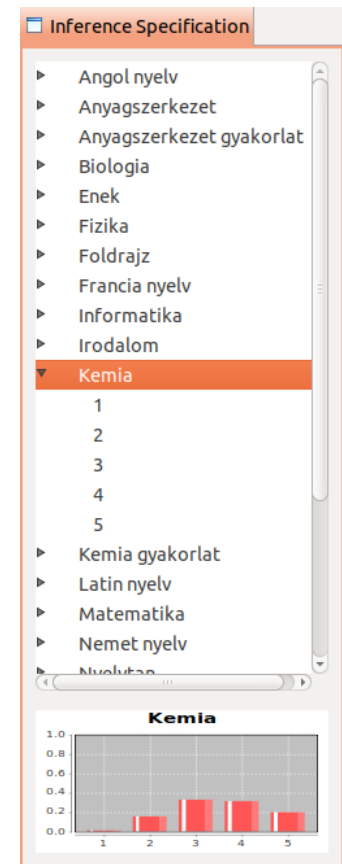 Inference Specification
Angol nyelv
Anyagszerkezet
Anyagszerkezet gyakorlat
Biologia
Enek
Fizika
Foldrajz
Francia nyelv
Informatika
Irodalom
Kemia
1
2
3
4
5
Kemia gyakorlat
Latin nyelv
Matematika
Nemet nyelv
Nyelvtan
Kemia
1.0
0.8
0.6
0.4
0.2
0.0
1 2 3 4 5